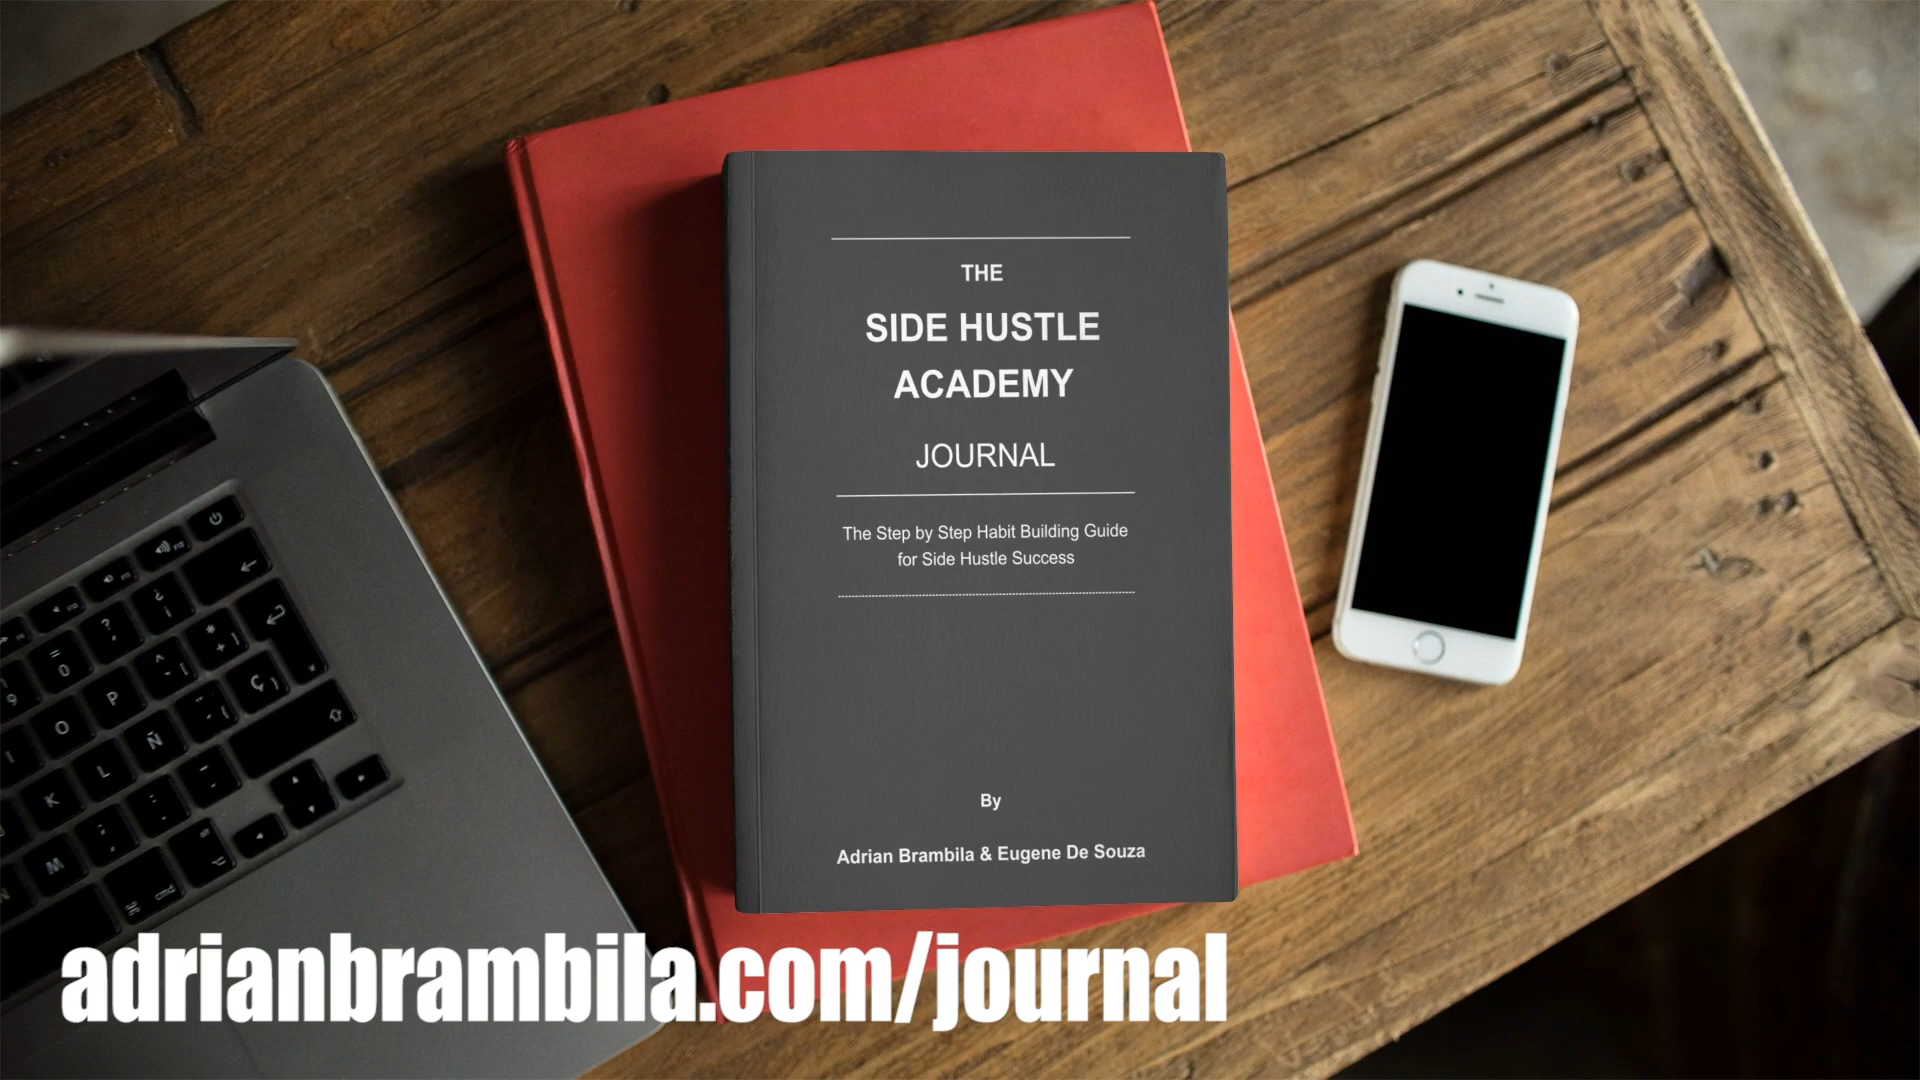 THE
SIDE HUSTLE
ACADEMY
JOURNAL
The Step by Step Habit Building Guide
for Side Hustle Success
By
Adrian Brambila & Eugene De Souza
adrianbrambila.com/journal